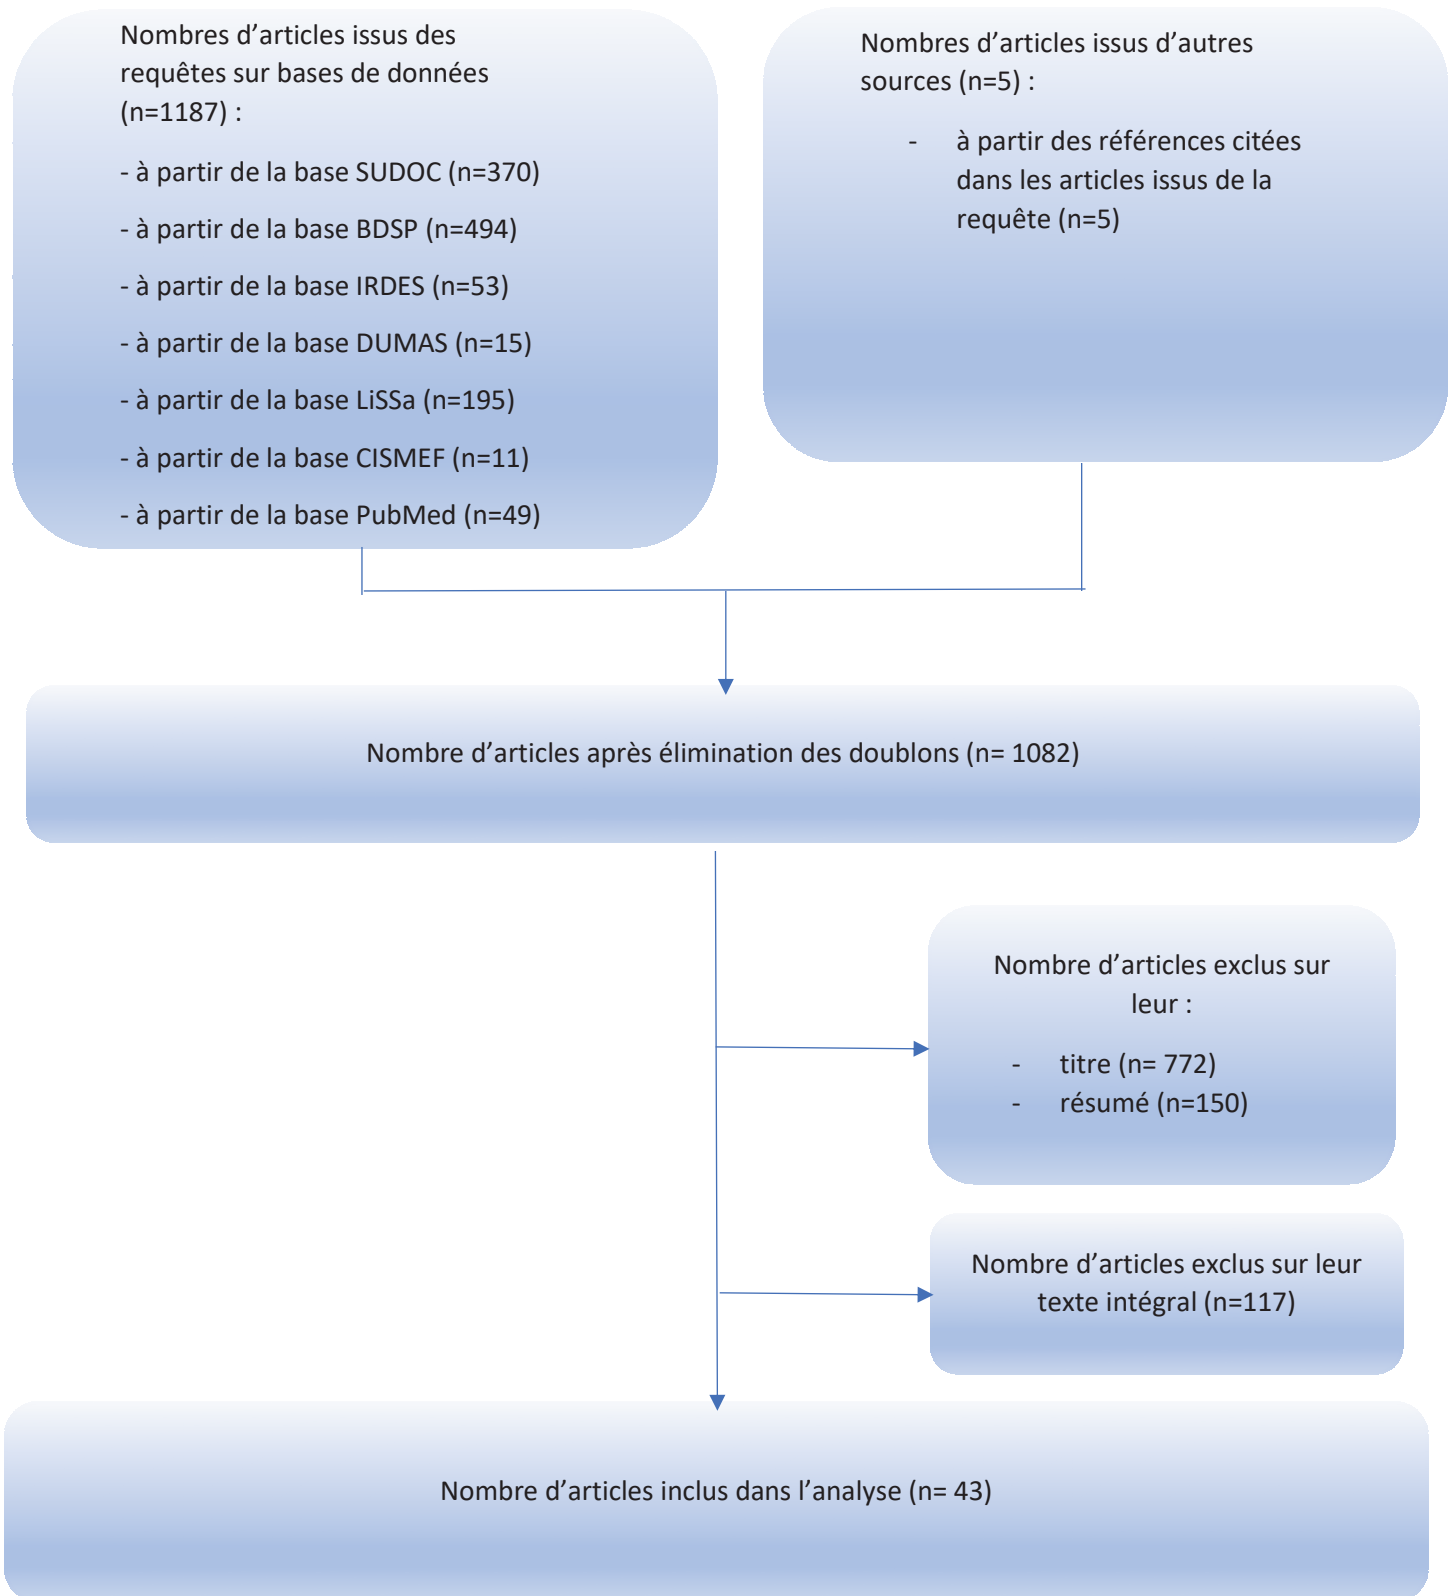 Nombres d’articles issus des
requêtes sur bases de données
(n=1187) :
- à partir de la base SUDOC (n=370)
- à partir de la base BDSP (n=494)
- à partir de la base IRDES (n=53)
- à partir de la base DUMAS (n=15)
- à partir de la base LiSSa (n=195)
- à partir de la base CISMEF (n=11)
- à partir de la base PubMed (n=49)
Nombres d’articles issus d’autres
sources (n=5) :
- à partir des références citées
dans les articles issus de la
requête (n=5)
Nombre d’articles après élimination des doublons (n= 1082)
Nombre d’articles exclus sur
leur :
- titre (n= 772)
- résumé (n=150)
Nombre d’articles exclus sur leur
texte intégral (n=117)
Nombre d’articles inclus dans l’analyse (n= 43)